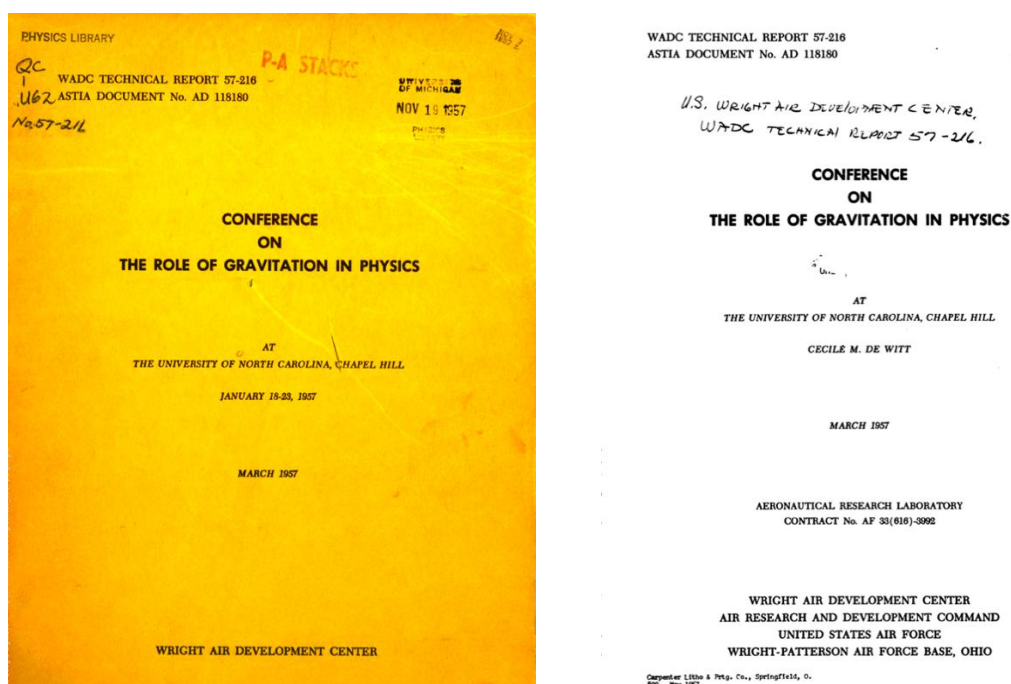 PHYSICS LIBRARY
QC
1
.U62
No.57-216
WADC TECHNICAL REPORT 57-216
ASTIA DOCUMENT No. AD 118180
P-A STACKS
UNIVERSITY
OF MICHIGAN
NOV 19 1957
PHYSICS
CONFERENCE
ON
THE ROLE OF GRAVITATION IN PHYSICS
AT
THE UNIVERSITY OF NORTH CAROLINA, CHAPEL HILL
JANUARY 18-23, 1957
MARCH 1957
WRIGHT AIR DEVELOPMENT CENTER
WADC TECHNICAL REPORT 57-216
ASTIA DOCUMENT No. AD 118180
U.S. WRIGHT AIR DEVELOPMENT CENTER.
WADC TECHNICAL REPORT 57-216.
CONFERENCE
ON
THE ROLE OF GRAVITATION IN PHYSICS
AT
THE UNIVERSITY OF NORTH CAROLINA, CHAPEL HILL
CECILE M. DE WITT
MARCH 1957
AERONAUTICAL RESEARCH LABORATORY
CONTRACT No. AF 33(616)-3992
WRIGHT AIR DEVELOPMENT CENTER
AIR RESEARCH AND DEVELOPMENT COMMAND
UNITED STATES AIR FORCE
WRIGHT-PATTERSON AIR FORCE BASE, OHIO
Carpenter Litho & Prtg. Co., Springfield, O.